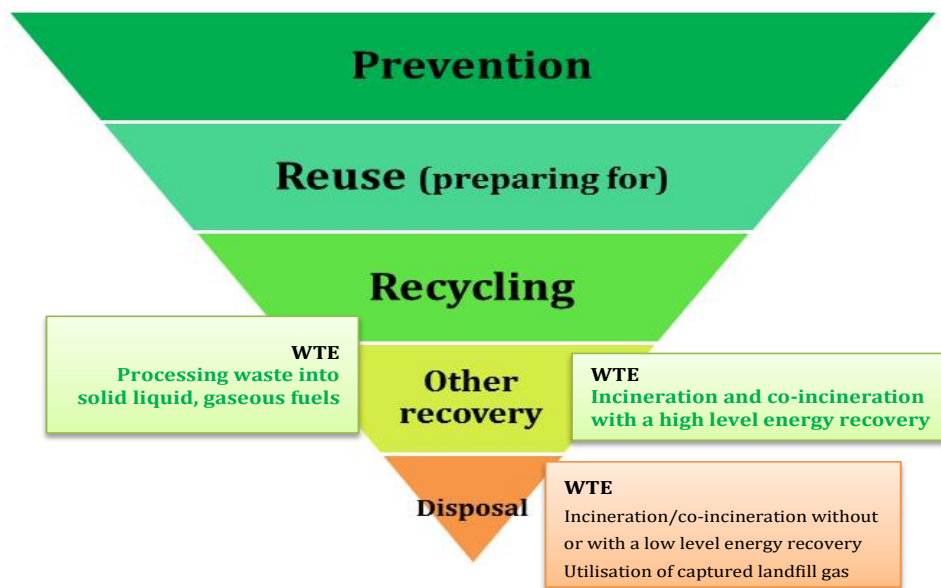 Prevention
Reuse (preparing for)
Recycling
WTE
Processing waste into
solid liquid, gaseous fuels
Other
recovery
WTE
Incineration and co-incineration
with a high level energy recovery
Disposal
WTE
Incineration/co-incineration without
or with a low level energy recovery
Utilisation of captured landfill gas